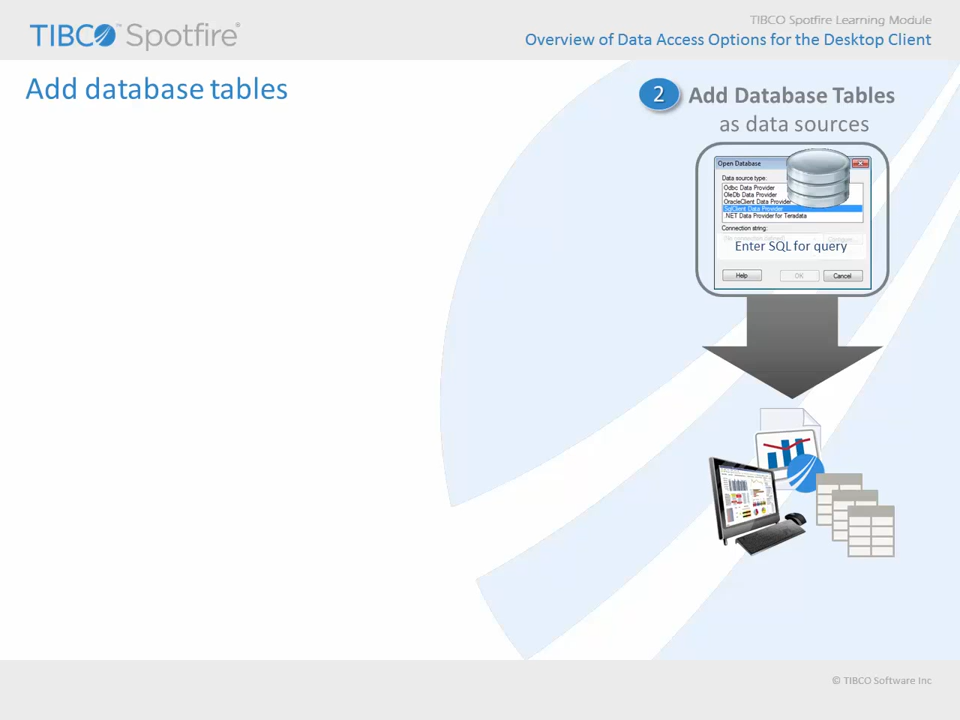 TIBCO™ Spotfire®
TIBCO Spotfire Learning Module
Overview of Data Access Options for the Desktop Client
Add database tables
2
Add Database Tables
as data sources
Open Database
Data source type:
Odbc Data Provider
OleDb Data Provider
OracleClient Data Provider
SqlClient Data Provider
.NET Data Provider for Teradata
Connection string:
Enter SQL for query
Help OK Cancel
© TIBCO Software Inc